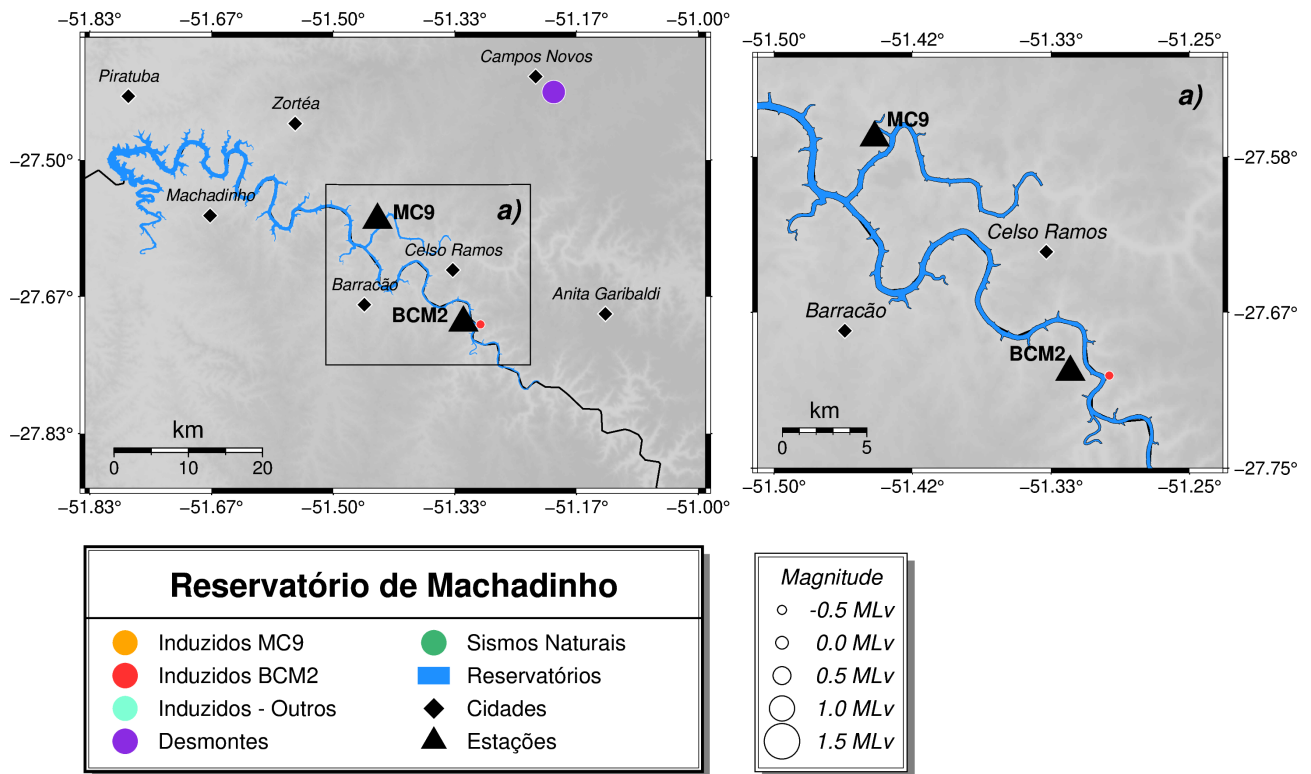 −51.83° −51.67° −51.50° −51.33° −51.17° −51.00°
Campos Novos
Piratuba
Zortéa
−27.50°
Machadinho
a)
MC9
Celso Ramos
−27.67°
Barracão
Anita Garibaldi
BCM2
−27.83°
km
0 10 20
−51.83° −51.67° −51.50° −51.33° −51.17° −51.00°
−51.50° −51.42° −51.33° −51.25°
a)
MC9
−27.58°
Celso Ramos
Barracão
−27.67°
BCM2
km
0 5
−27.75°
−51.50° −51.42° −51.33° −51.25°
Reservatório de Machadinho
Induzidos MC9
Induzidos BCM2
Induzidos - Outros
Desmontes
Sismos Naturais
Reservatórios
Cidades
Estações
Magnitude
-0.5 MLv
0.0 MLv
0.5 MLv
1.0 MLv
1.5 MLv